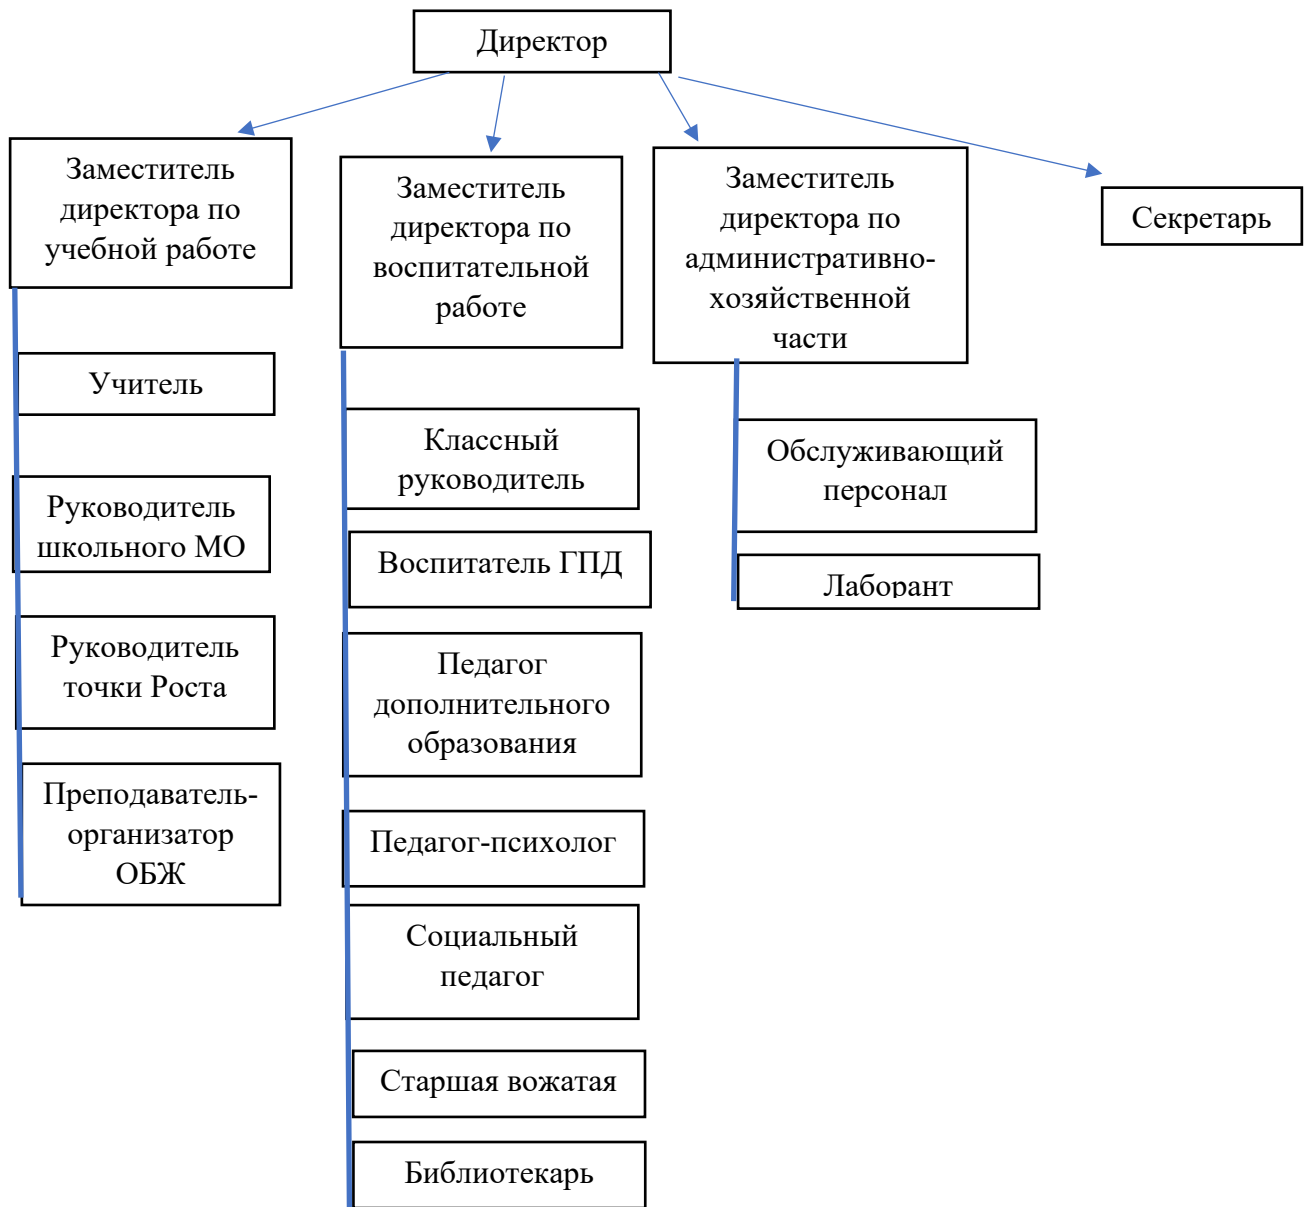 Директор
Заместитель
директора по
учебной работе
Учитель
Руководитель
школьного МО
Руководитель
точки Роста
Преподаватель-
организатор
ОБЖ
Заместитель
директора по
воспитательной
работе
Классный
руководитель
Воспитатель ГПД
Педагог
дополнительного
образования
Педагог-психолог
Социальный
педагог
Старшая вожатая
Библиотекарь
Заместитель
директора по
административно-
хозяйственной
части
Обслуживающий
персонал
Лаборант
Секретарь